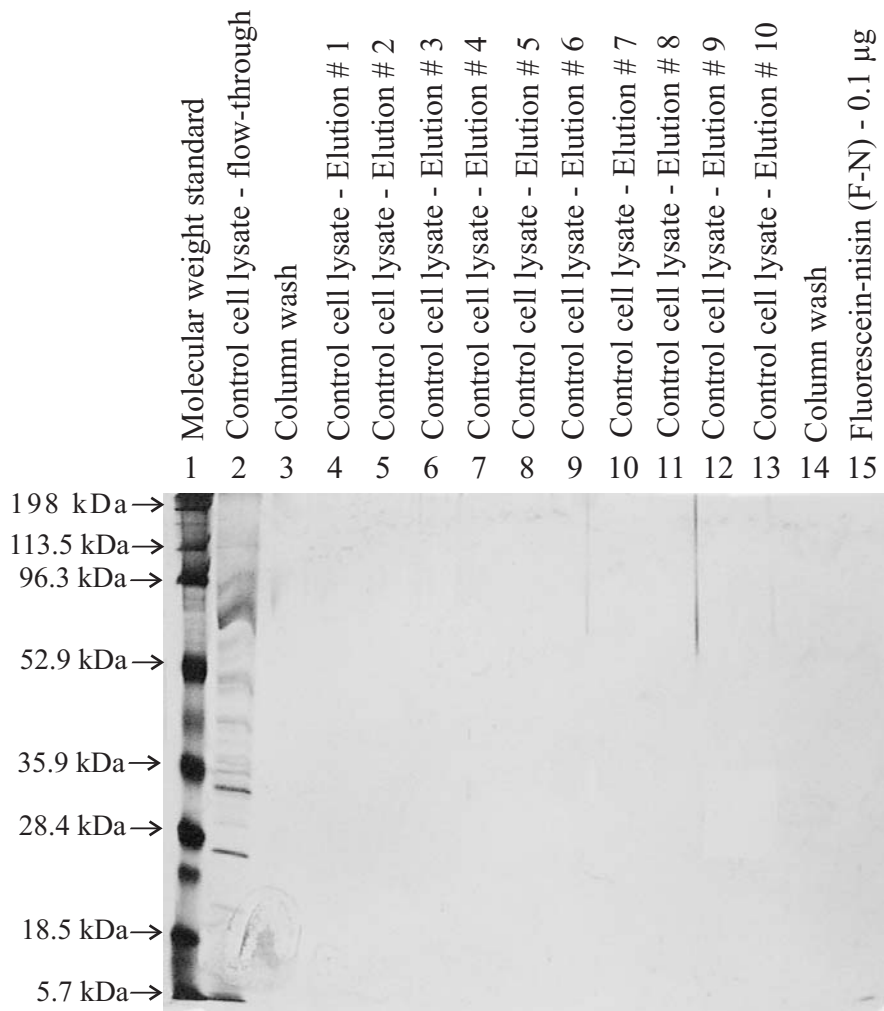 Molecular weight standard
Control cell lysate - flow-through
Column wash
Control cell lysate - Elution # 1
Control cell lysate - Elution # 2
Control cell lysate - Elution # 3
Control cell lysate - Elution # 4
Control cell lysate - Elution # 5
Control cell lysate - Elution # 6
Control cell lysate - Elution # 7
Control cell lysate - Elution # 8
Control cell lysate - Elution # 9
Control cell lysate - Elution # 10
Column wash
Fluorescein-nisin (F-N) - 0.1 µg
1 2 3 4 5 6 7 8 9 10 11 12 13 14 15
198 kDa
113.5 kDa
96.3 kDa
52.9 kDa
35.9 kDa
28.4 kDa
18.5 kDa
5.7 kDa